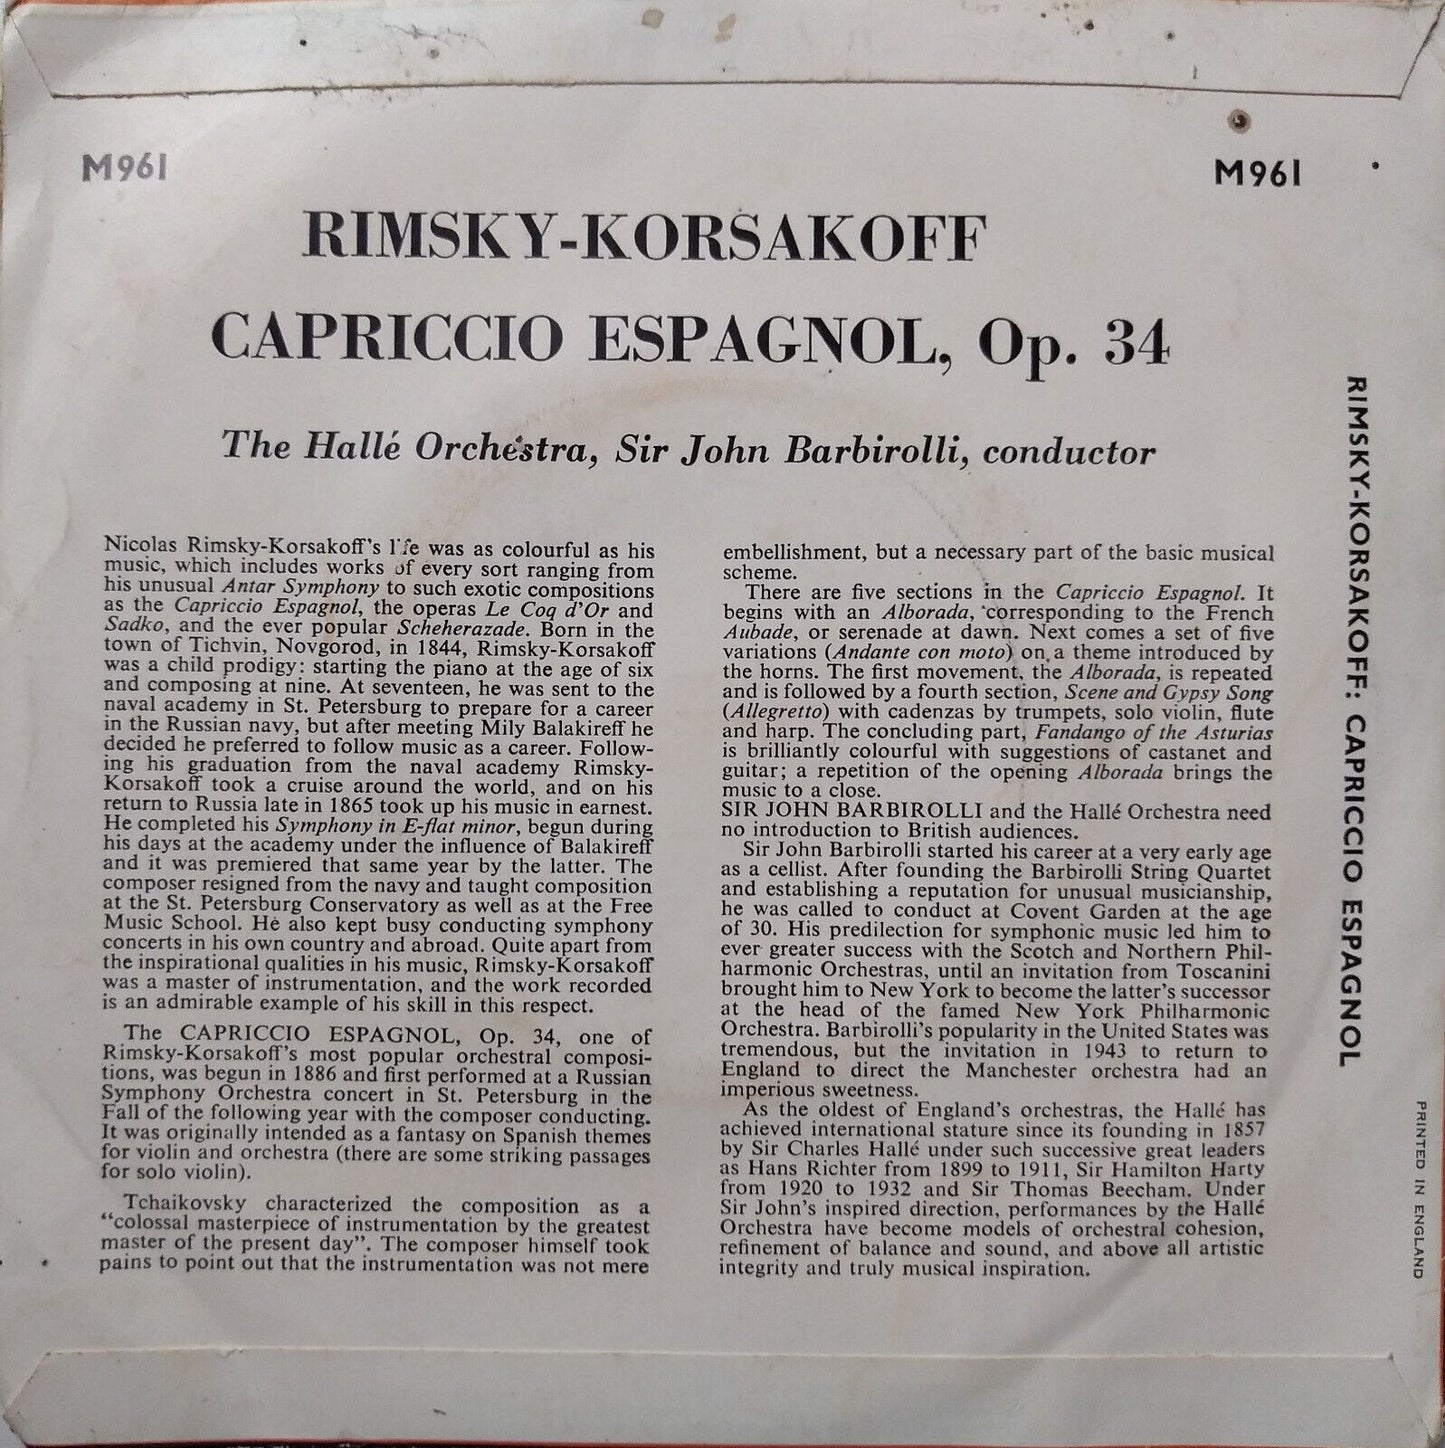 M961
M961
RIMSKY-KORSAKOFF
CAPRICCIO ESPAGNOL, Op. 34
The Hallé Orchestra, Sir John Barbirolli, conductor
Nicolas Rimsky-Korsakoff's life was as colourful as his
music, which includes works of every sort ranging from
his unusual Antar Symphony to such exotic compositions
as the Capriccio Espagnol, the operas Le Coq d'Or and
Sadko, and the ever popular Scheherazade. Born in the
town of Tichvin, Novgorod, in 1844, Rimsky-Korsakoff
was a child prodigy: starting the piano at the age of six
and composing at nine. At seventeen, he was sent to the
naval academy in St. Petersburg to prepare for a career
in the Russian navy, but after meeting Mily Balakireff he
decided he preferred to follow music as a career. Follow-
ing his graduation from the naval academy Rimsky-
Korsakoff took a cruise around the world, and on his
return to Russia late in 1865 took up his music in earnest.
He completed his Symphony in E-flat minor, begun during
his days at the academy under the influence of Balakireff
and it was premiered that same year by the latter. The
composer resigned from the navy and taught composition
at the St. Petersburg Conservatory as well as at the Free
Music School. He also kept busy conducting symphony
concerts in his own country and abroad. Quite apart from
the inspirational qualities in his music, Rimsky-Korsakoff
was a master of instrumentation, and the work recorded
is an admirable example of his skill in this respect.
The CAPRICCIO ESPAGNOL, Op. 34, one of
Rimsky-Korsakoff's most popular orchestral composi-
tions, was begun in 1886 and first performed at a Russian
Symphony Orchestra concert in St. Petersburg in the
Fall of the following year with the composer conducting.
It was originally intended as a fantasy on Spanish themes
for violin and orchestra (there are some striking passages
for solo violin).
Tchaikovsky characterized the composition as a
"colossal masterpiece of instrumentation by the greatest
master of the present day". The composer himself took
pains to point out that the instrumentation was not mere
embellishment, but a necessary part of the basic musical
scheme.
There are five sections in the Capriccio Espagnol. It
begins with an Alborada, corresponding to the French
Aubade, or serenade at dawn. Next comes a set of five
variations (Andante con moto) on a theme introduced by
the horns. The first movement, the Alborada, is repeated
and is followed by a fourth section, Scene and Gypsy Song
(Allegretto) with cadenzas by trumpets, solo violin, flute
and harp. The concluding part, Fandango of the Asturias
is brilliantly colourful with suggestions of castanet and
guitar; a repetition of the opening Alborada brings the
music to a close.
SIR JOHN BARBIROLLI and the Hallé Orchestra need
no introduction to British audiences.
Sir John Barbirolli started his career at a very early age
as a cellist. After founding the Barbirolli String Quartet
and establishing a reputation for unusual musicianship,
he was called to conduct at Covent Garden at the age
of 30. His predilection for symphonic music led him to
ever greater success with the Scotch and Northern Phil-
harmonic Orchestras, until an invitation from Toscanini
brought him to New York to become the latter's successor
at the head of the famed New York Philharmonic
Orchestra. Barbirolli's popularity in the United States was
tremendous, but the invitation in 1943 to return to
England to direct the Manchester orchestra had an
imperious sweetness.
As the oldest of England's orchestras, the Hallé has
achieved international stature since its founding in 1857
by Sir Charles Hallé under such successive great leaders
as Hans Richter from 1899 to 1911, Sir Hamilton Harty
from 1920 to 1932 and Sir Thomas Beecham. Under
Sir John's inspired direction, performances by the Hallé
Orchestra have become models of orchestral cohesion,
refinement of balance and sound, and above all artistic
integrity and truly musical inspiration.
RIMSKY-KORSAKOFF: CAPRICCIO ESPAGNOL
PRINTED IN ENGLAND